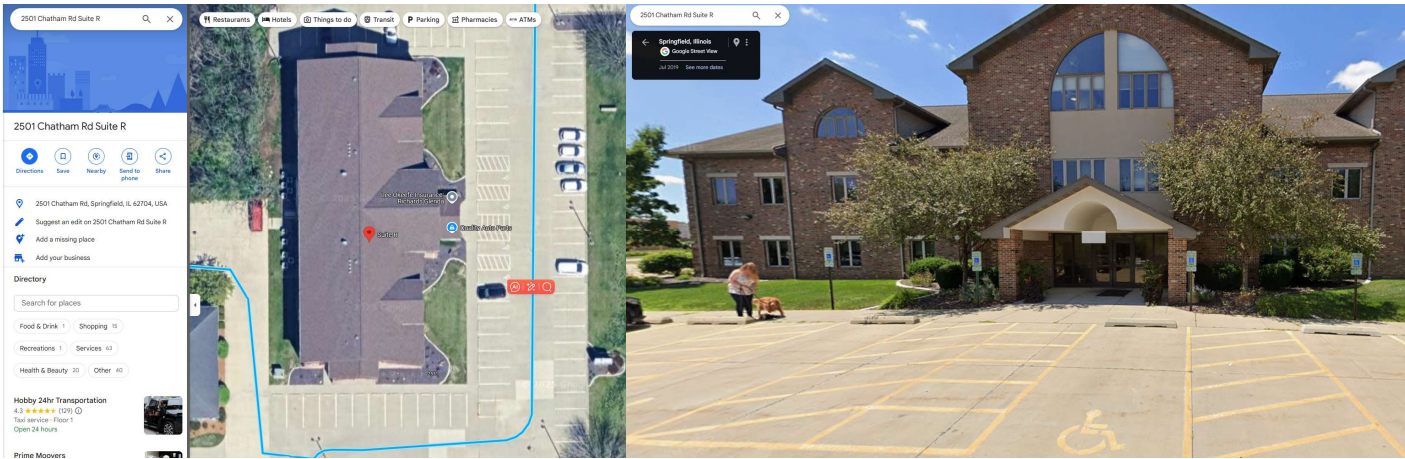 2501 Chatham Rd Suite R
2501 Chatham Rd Suite R
Directions
Save
Nearby
Send to
phone
Share
2501 Chatham Rd, Springfield, IL 62704, USA
Suggest an edit on 2501 Chatham Rd Suite R
Add a missing place
Add your business
Directory
Search for places
Food & Drink 1
Shopping 15
Recreations 1
Services 63
Health & Beauty 20
Other 40
Hobby 24hr Transportation
4.3 ★★★★★ (129)
Taxi service · Floor 1
Open 24 hours
Prime Moovers
Restaurants
Hotels
Things to do
Transit
P Parking
Pharmacies
ATMs
Richards Glenda
Suite R
Quality Auto Parts
AI
2501 Chatham Rd Suite R
Springfield, Illinois
Google Street View
Jul 2019 See more dates